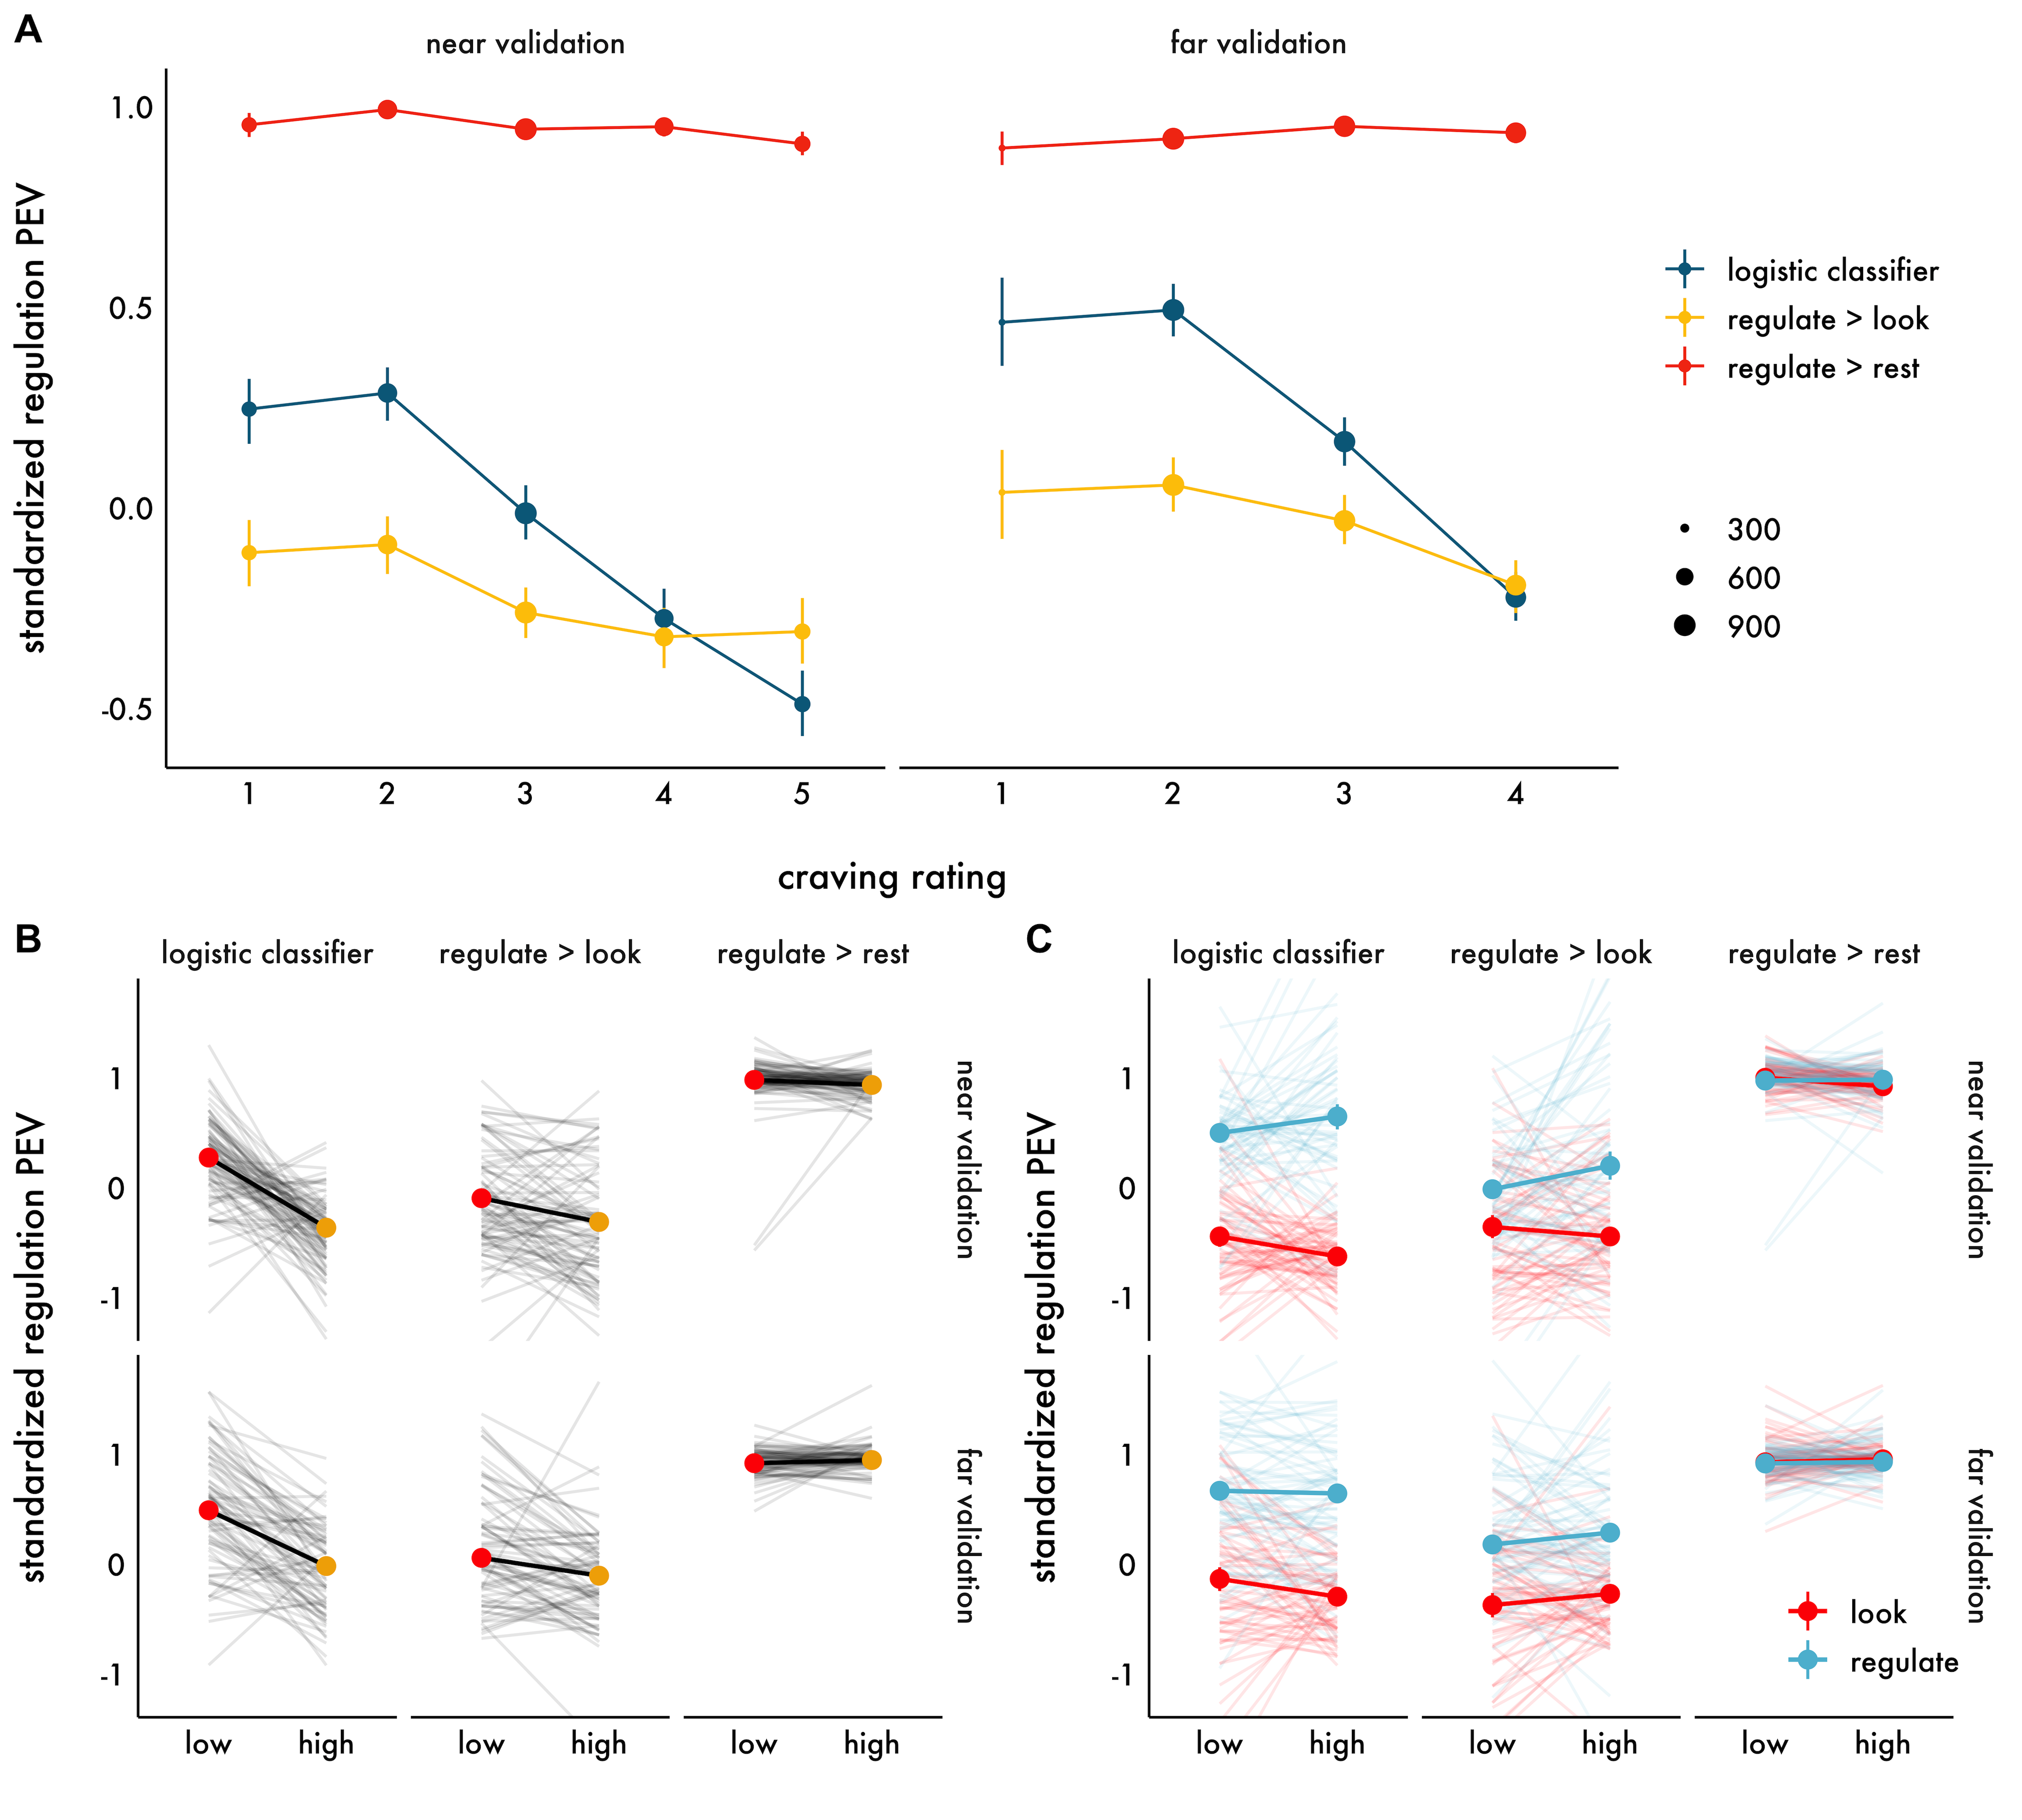 A
near validation
far validation
standardized regulation PEV
1.0
0.5
0.0
-0.5
1
2
3
4
5
1
2
3
4
craving rating
logistic classifier
regulate > look
regulate > rest
300
600
900
B
logistic classifier
regulate > look
regulate > rest
standardized regulation PEV
1
0
-1
near validation
1
0
-1
far validation
low
high
low
high
low
high
C
logistic classifier
regulate > look
regulate > rest
standardized regulation PEV
1
0
-1
near validation
1
0
-1
far validation
look
regulate
low
high
low
high
low
high